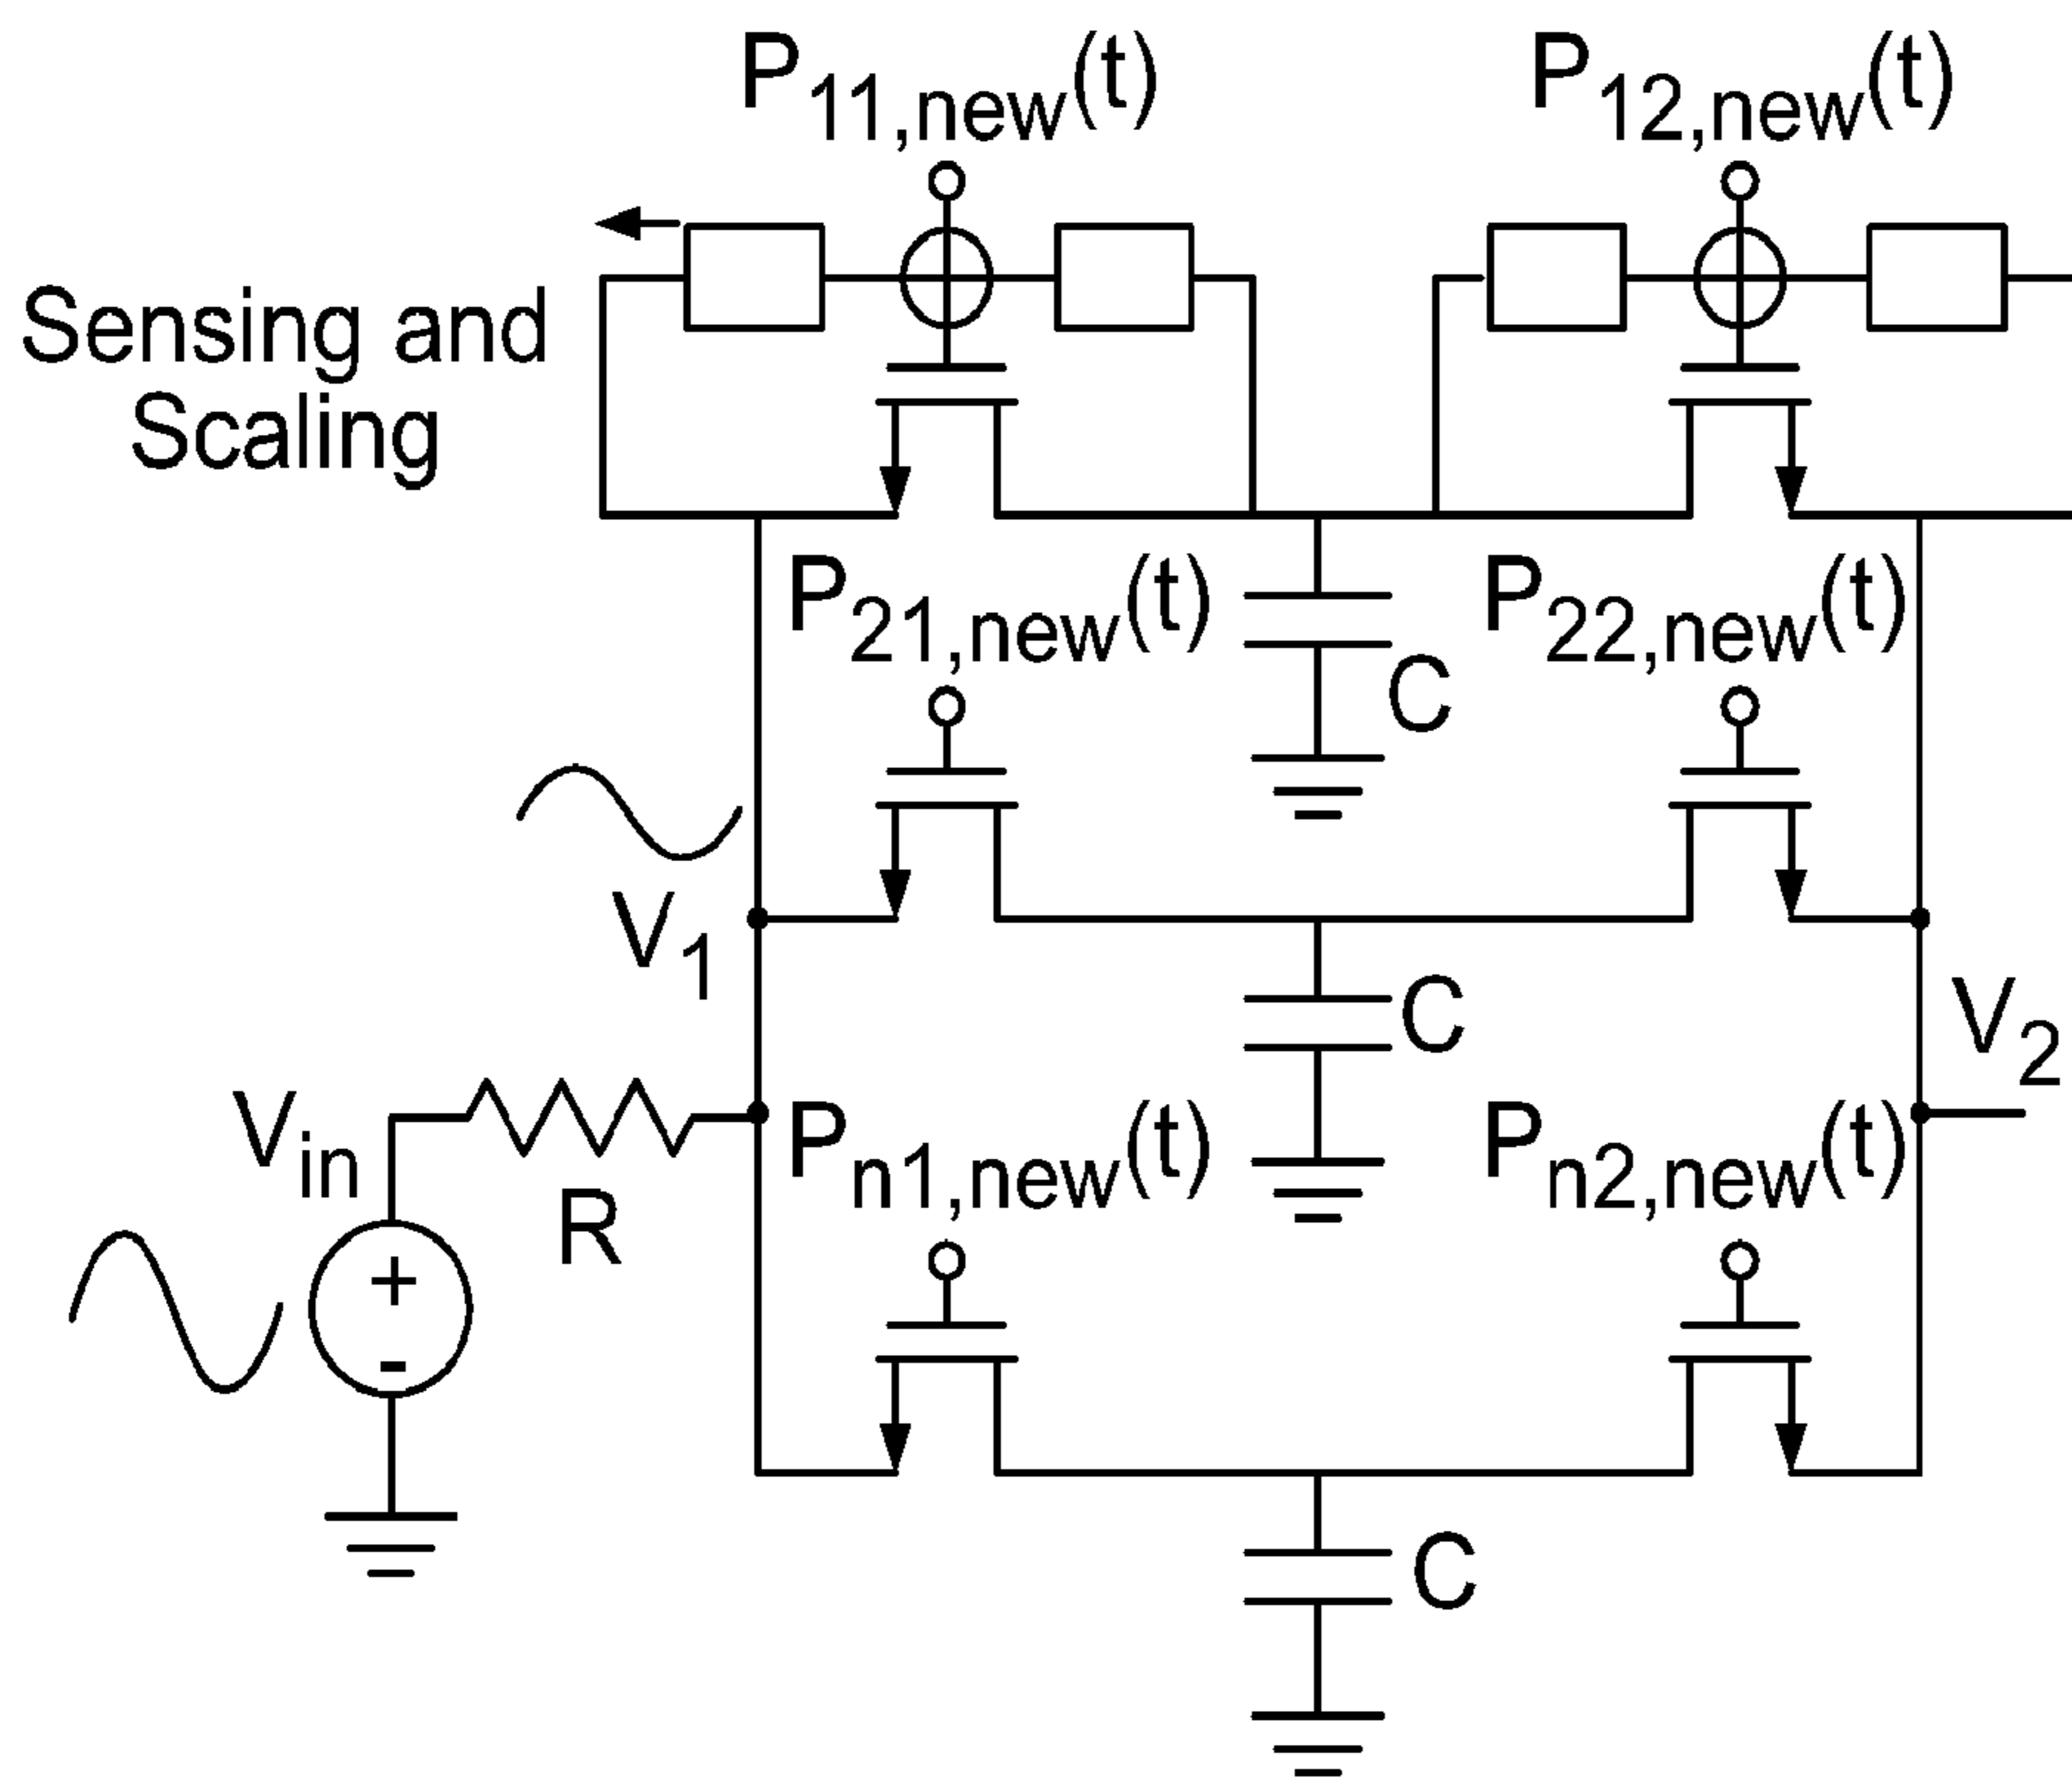 P11,new(t)
P12,new(t)
Sensing and
Scaling
P21,new(t)
P22,new(t)
C
V1
C
V2
Vin
Pn1,new(t)
Pn2,new(t)
R
+
-
C